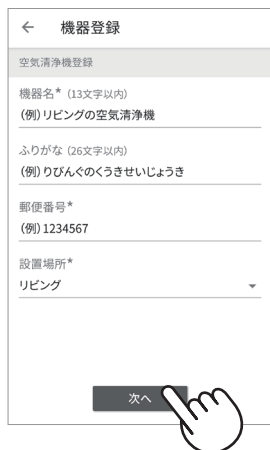 ← 機器登録
空気清浄機登録
機器名* (13文字以内)
(例)リビングの空気清浄機
ふりがな (26文字以内)
(例)りびんぐのくうきせいじょうき
郵便番号*
(例)1234567
設置場所*
リビング
次へ